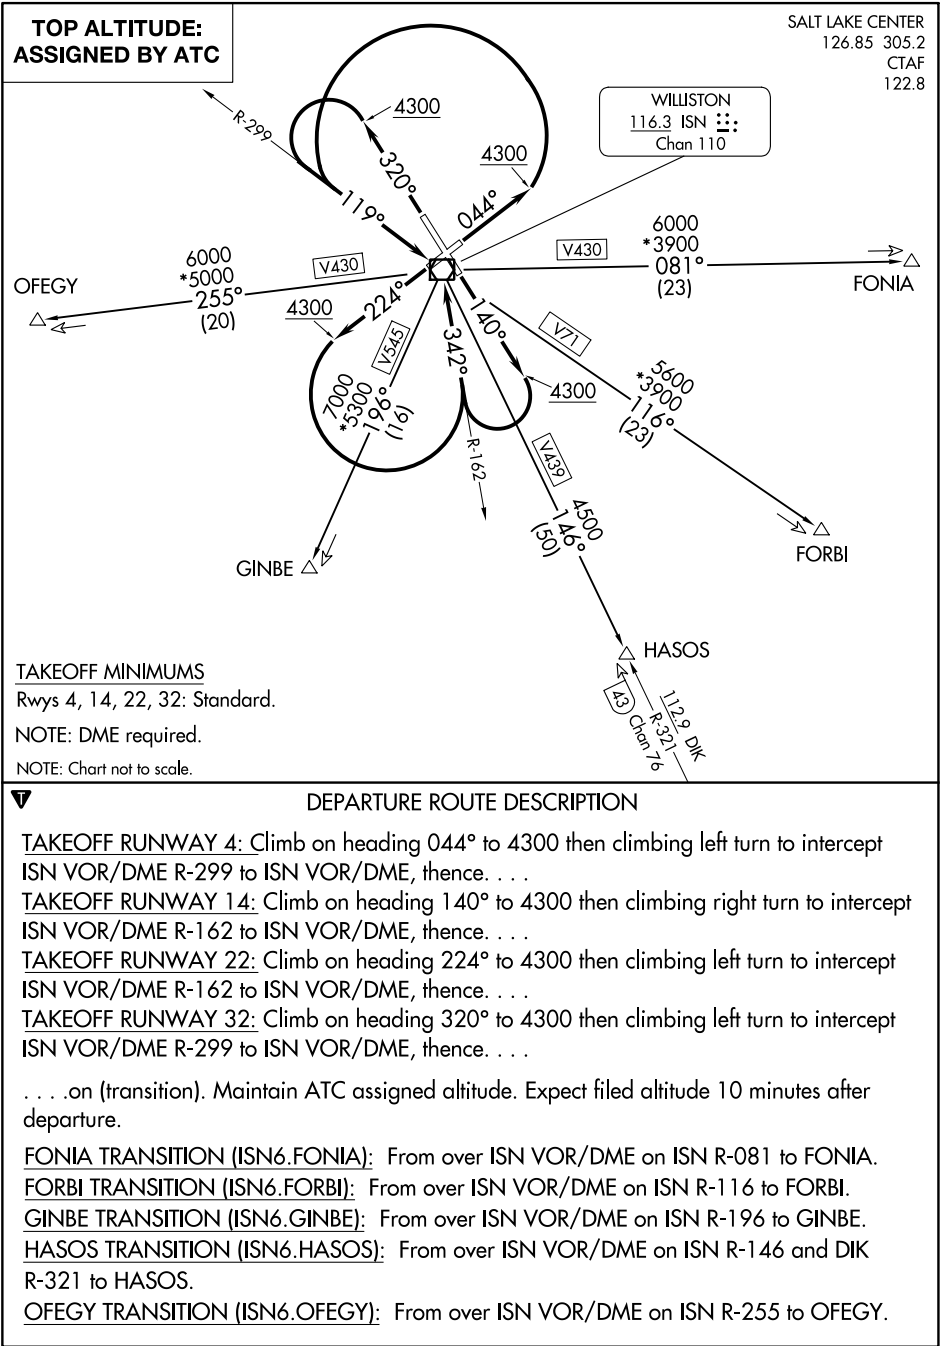 TOP ALTITUDE:
ASSIGNED BY ATC
SALT LAKE CENTER
126.85 305.2
CTAF
122.8
WILLISTON
116.3 ISN
Chan 110
4300
R-299
320°
4300
119°
044°
6000
*3900
V430
081°
(23)
FONIA
6000
*5000
V430
255°
(20)
OFEGY
4300
224°
V545
7000
*5300
196°
(16)
GINBE
342°
R-162
140°
4300
V71
5600
*3900
116°
(23)
FORBI
V439
4500
146°
(50)
HASOS
43
Chan 76
R-321
112.9 DIK
TAKEOFF MINIMUMS
Rwys 4, 14, 22, 32: Standard.
NOTE: DME required.
NOTE: Chart not to scale.
T
DEPARTURE ROUTE DESCRIPTION
TAKEOFF RUNWAY 4: Climb on heading 044° to 4300 then climbing left turn to intercept
ISN VOR/DME R-299 to ISN VOR/DME, thence. . . .
TAKEOFF RUNWAY 14: Climb on heading 140° to 4300 then climbing right turn to intercept
ISN VOR/DME R-162 to ISN VOR/DME, thence. . . .
TAKEOFF RUNWAY 22: Climb on heading 224° to 4300 then climbing left turn to intercept
ISN VOR/DME R-162 to ISN VOR/DME, thence. . . .
TAKEOFF RUNWAY 32: Climb on heading 320° to 4300 then climbing left turn to intercept
ISN VOR/DME R-299 to ISN VOR/DME, thence. . . .
. . . .on (transition). Maintain ATC assigned altitude. Expect filed altitude 10 minutes after
departure.
FONIA TRANSITION (ISN6.FONIA): From over ISN VOR/DME on ISN R-081 to FONIA.
FORBI TRANSITION (ISN6.FORBI): From over ISN VOR/DME on ISN R-116 to FORBI.
GINBE TRANSITION (ISN6.GINBE): From over ISN VOR/DME on ISN R-196 to GINBE.
HASOS TRANSITION (ISN6.HASOS): From over ISN VOR/DME on ISN R-146 and DIK
R-321 to HASOS.
OFEGY TRANSITION (ISN6.OFEGY): From over ISN VOR/DME on ISN R-255 to OFEGY.